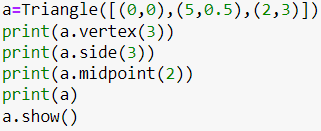 a=Triangle([(0,0),(5,0.5),(2,3)])
print(a.vertex(3))
print(a.side(3))
print(a.midpoint(2))
print(a)
a.show()